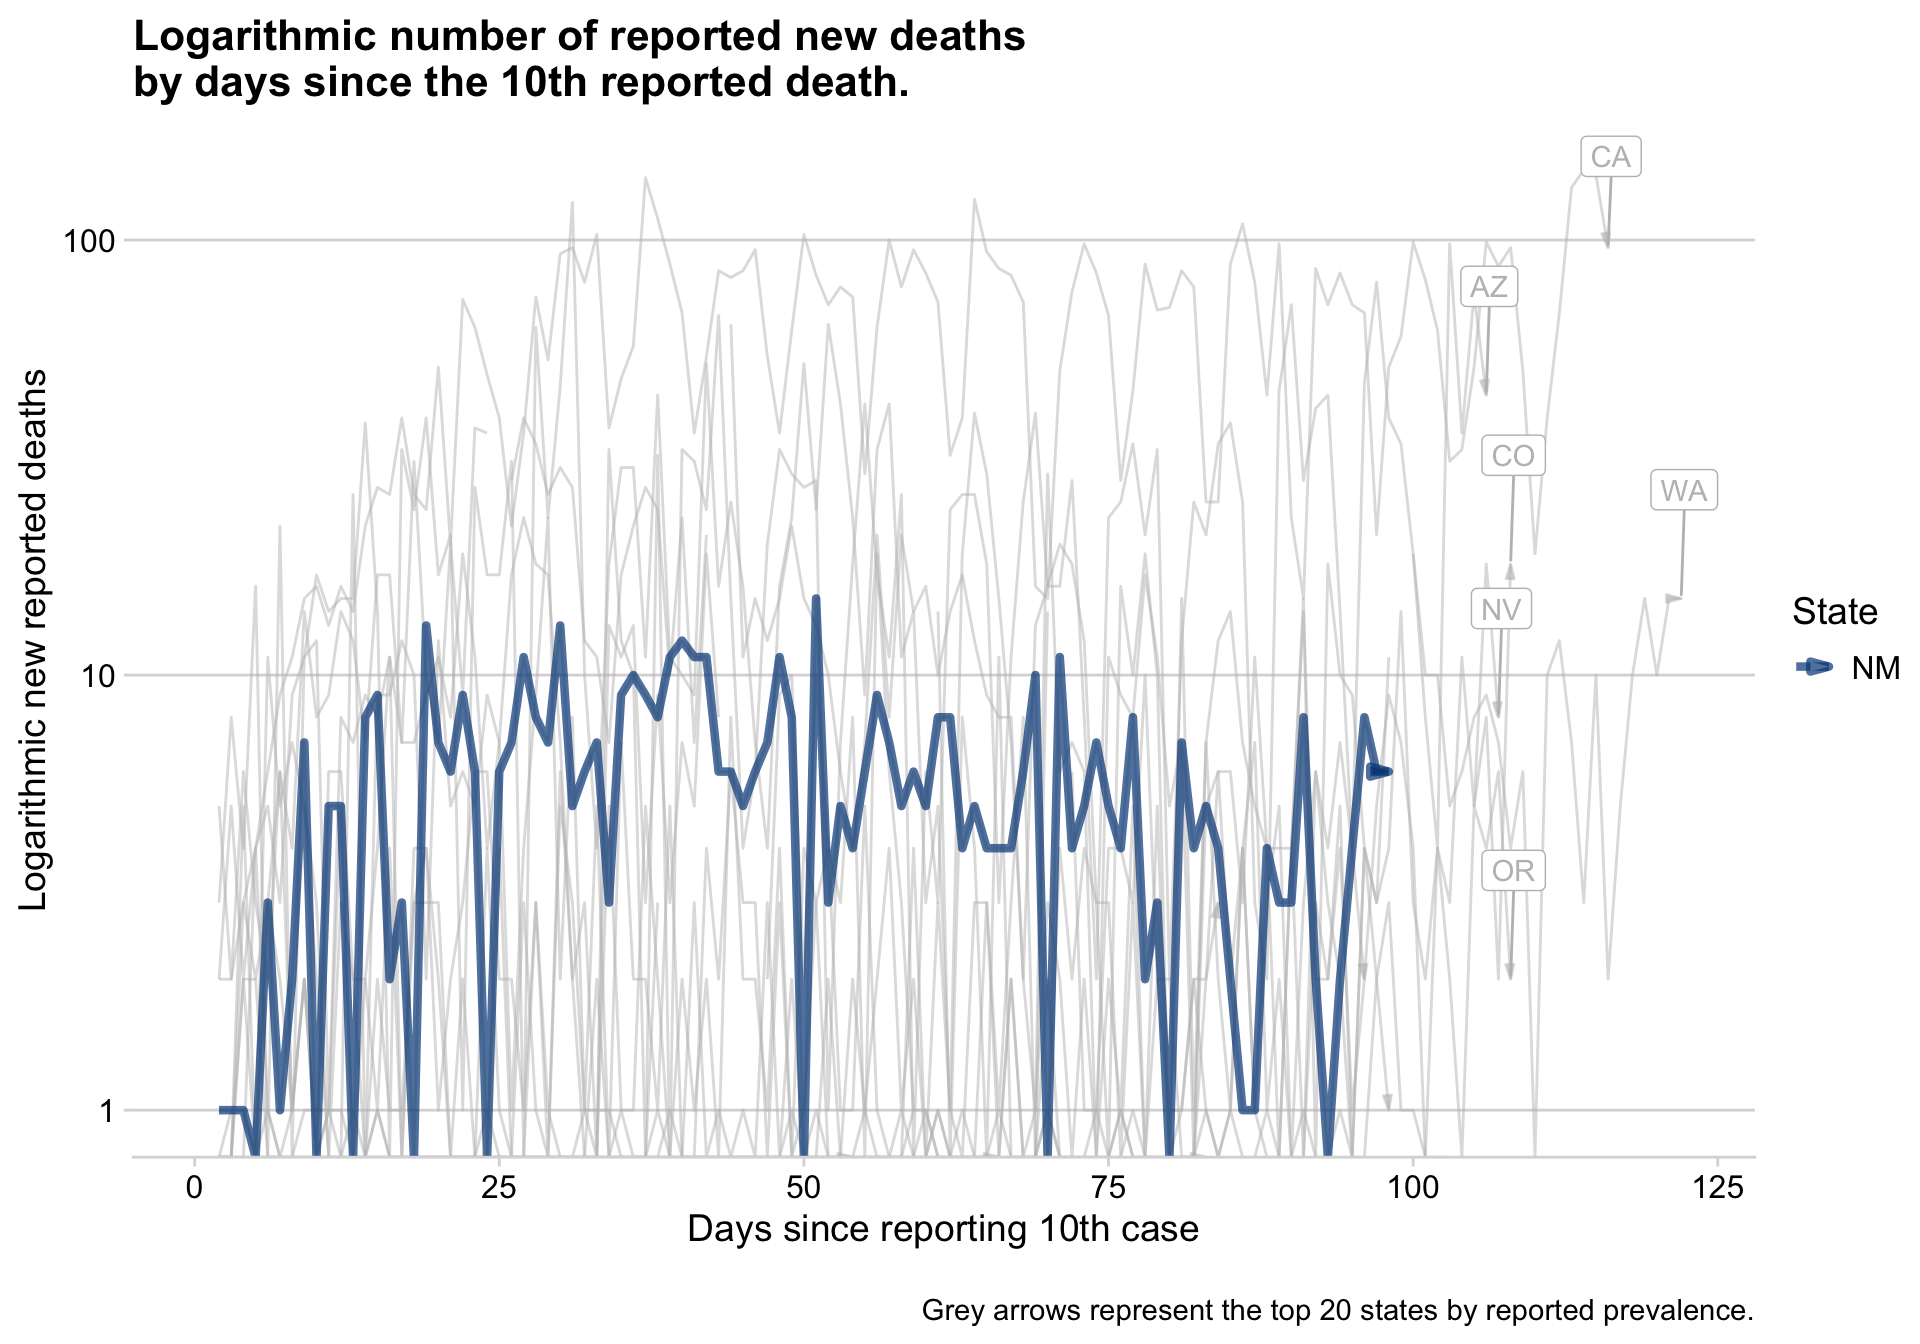 Logarithmic number of reported new deaths
by days since the 10th reported death.
CA
100
AZ
CO
WA
NV
State
NM
10
OR
1
Logarithmic new reported deaths
0 25 50 75 100 125
Days since reporting 10th case
Grey arrows represent the top 20 states by reported prevalence.